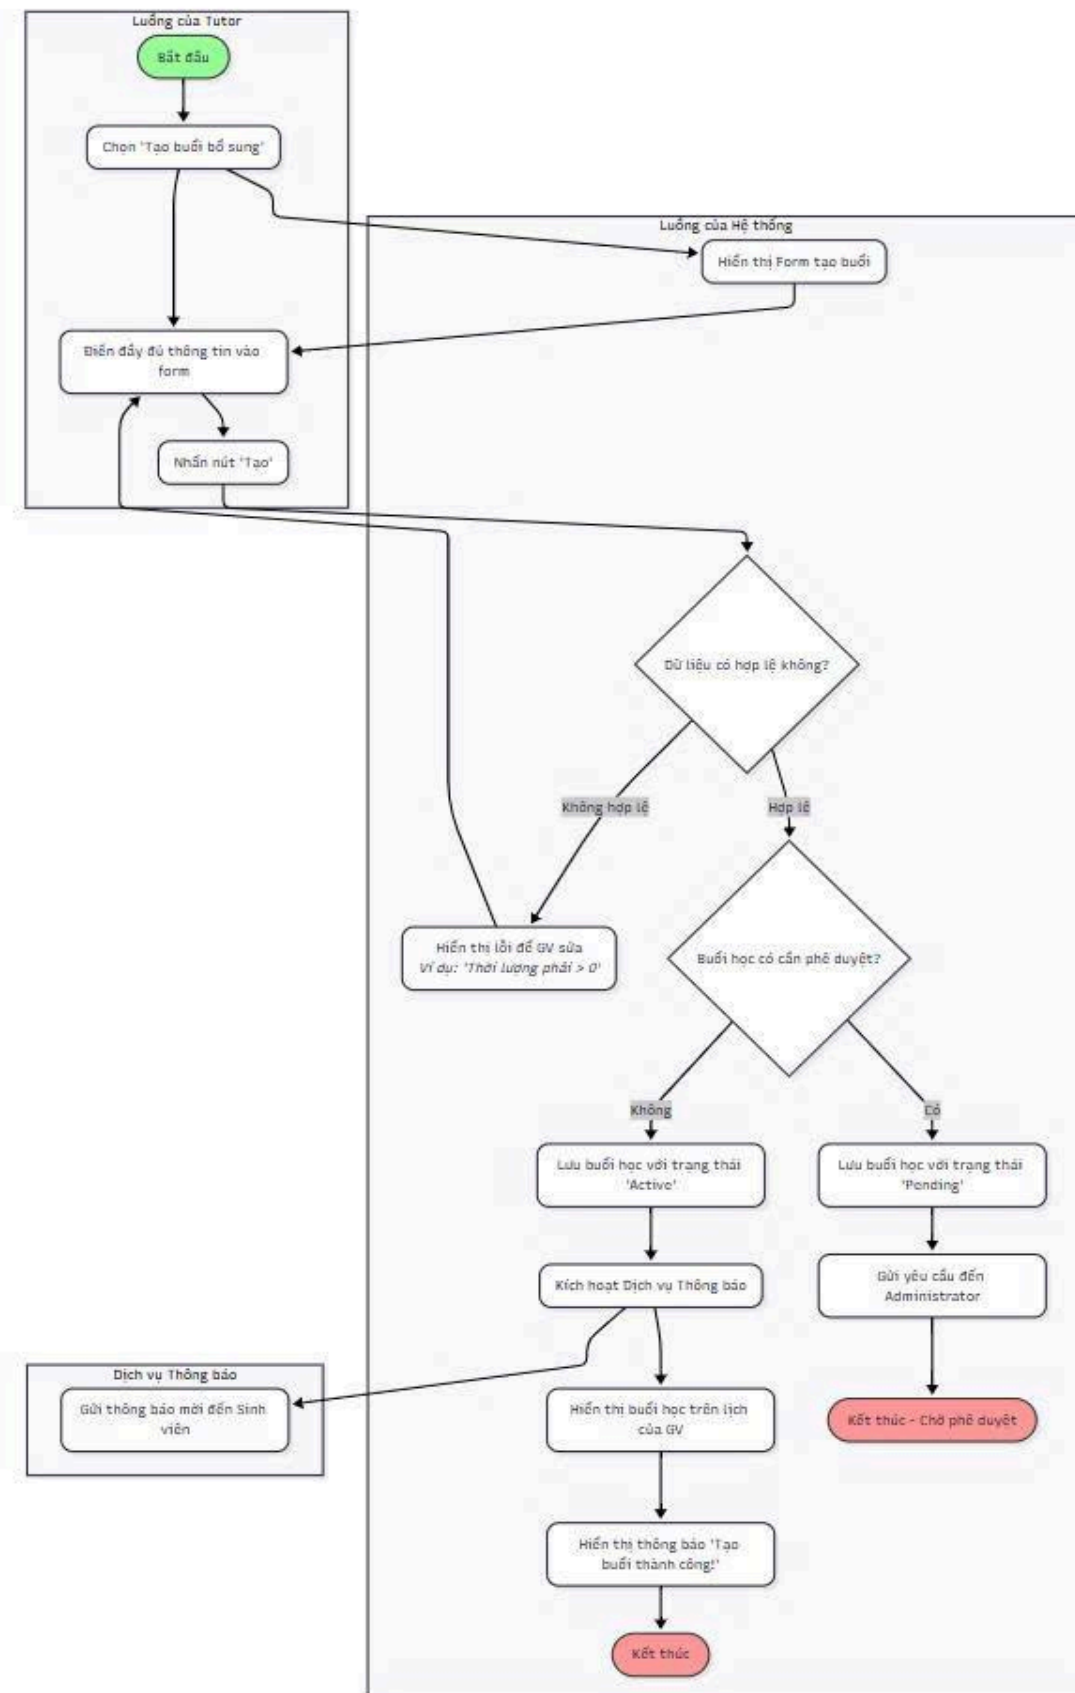 Luồng của Tutor
Bắt đầu
Chọn 'Tạo buổi bổ sung'
Luồng của Hệ thống
Hiển thị Form tạo buổi
Điền đầy đủ thông tin vào
form
Nhấn nút 'Tạo'
Dữ liệu có hợp lệ không?
Không hợp lệ
Hợp lệ
Hiển thị lỗi để GV sửa
Ví dụ: 'Thời lượng phải > 0'
Buổi học có cần phê duyệt?
Không
Có
Lưu buổi học với trạng thái
'Active'
Lưu buổi học với trạng thái
'Pending'
Kích hoạt Dịch vụ Thông báo
Gửi yêu cầu đến
Administrator
Dịch vụ Thông báo
Gửi thông báo mới đến Sinh
viên
Hiển thị buổi học trên lịch
của GV
Kết thúc - Chờ phê duyệt
Hiển thị thông báo 'Tạo
buổi thành công!'
Kết thúc